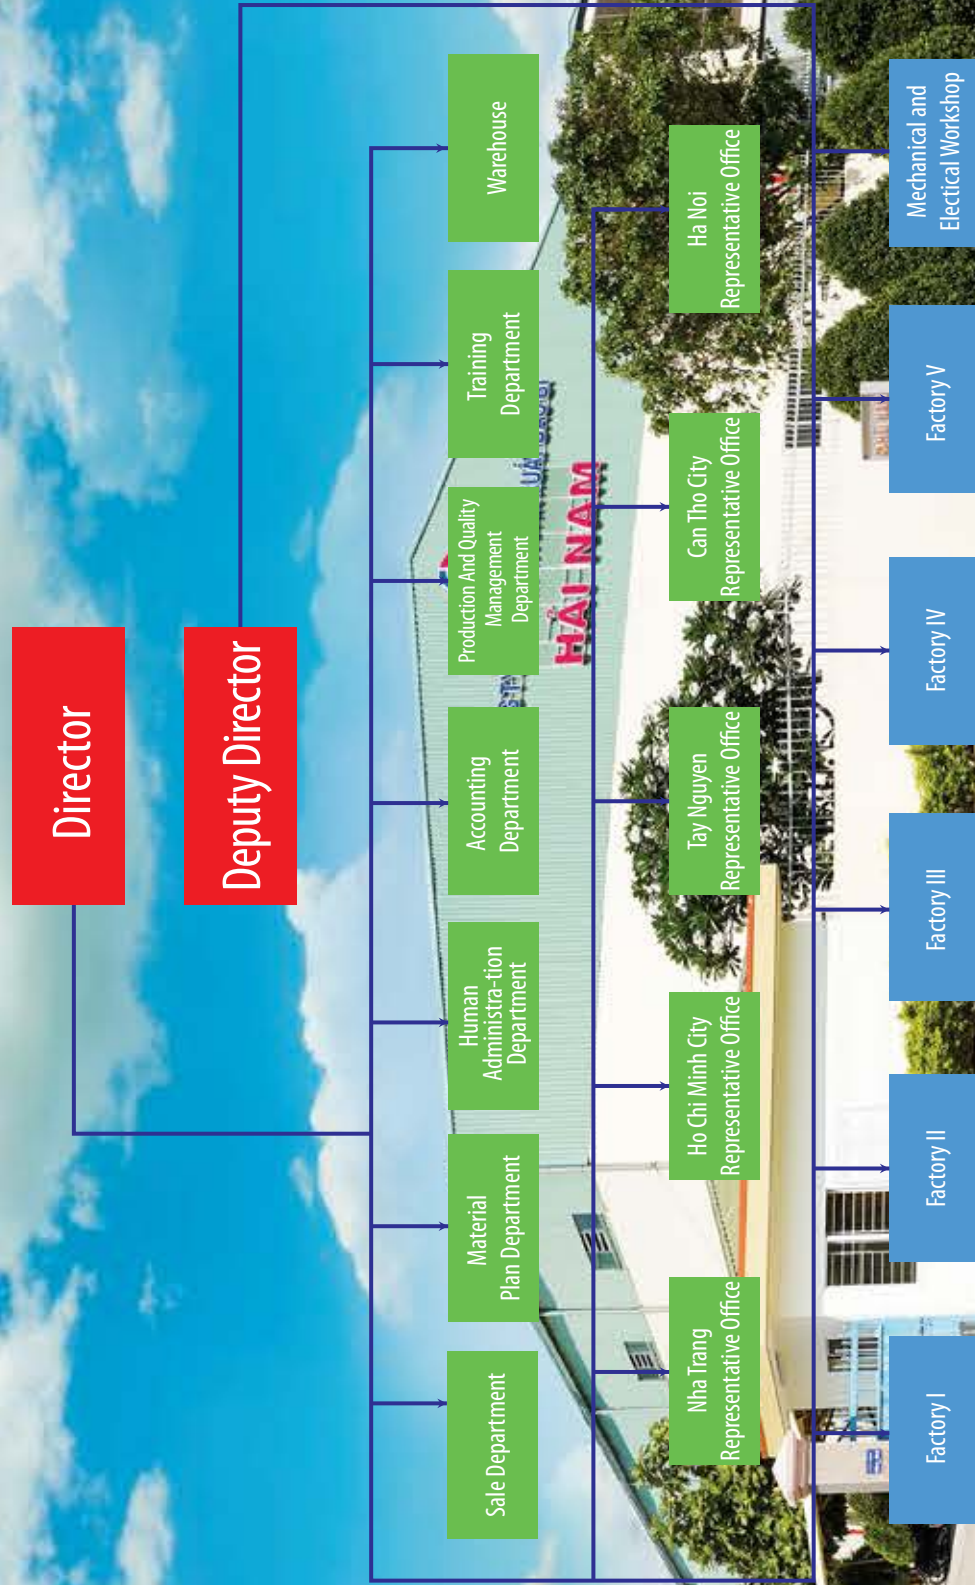 Director
Deputy Director
Sale Department
Material
Plan Department
Human
Administra-tion
Department
Accounting
Department
Production And Quality
Management
Department
Training
Department
Warehouse
HẢI NAM
Nha Trang
Representative Office
Ho Chi Minh City
Representative Office
Tay Nguyen
Representative Office
Can Tho City
Representative Office
Ha Noi
Representative Office
Factory I
Factory II
Factory III
Factory IV
Factory V
Mechanical and
Electical Workshop